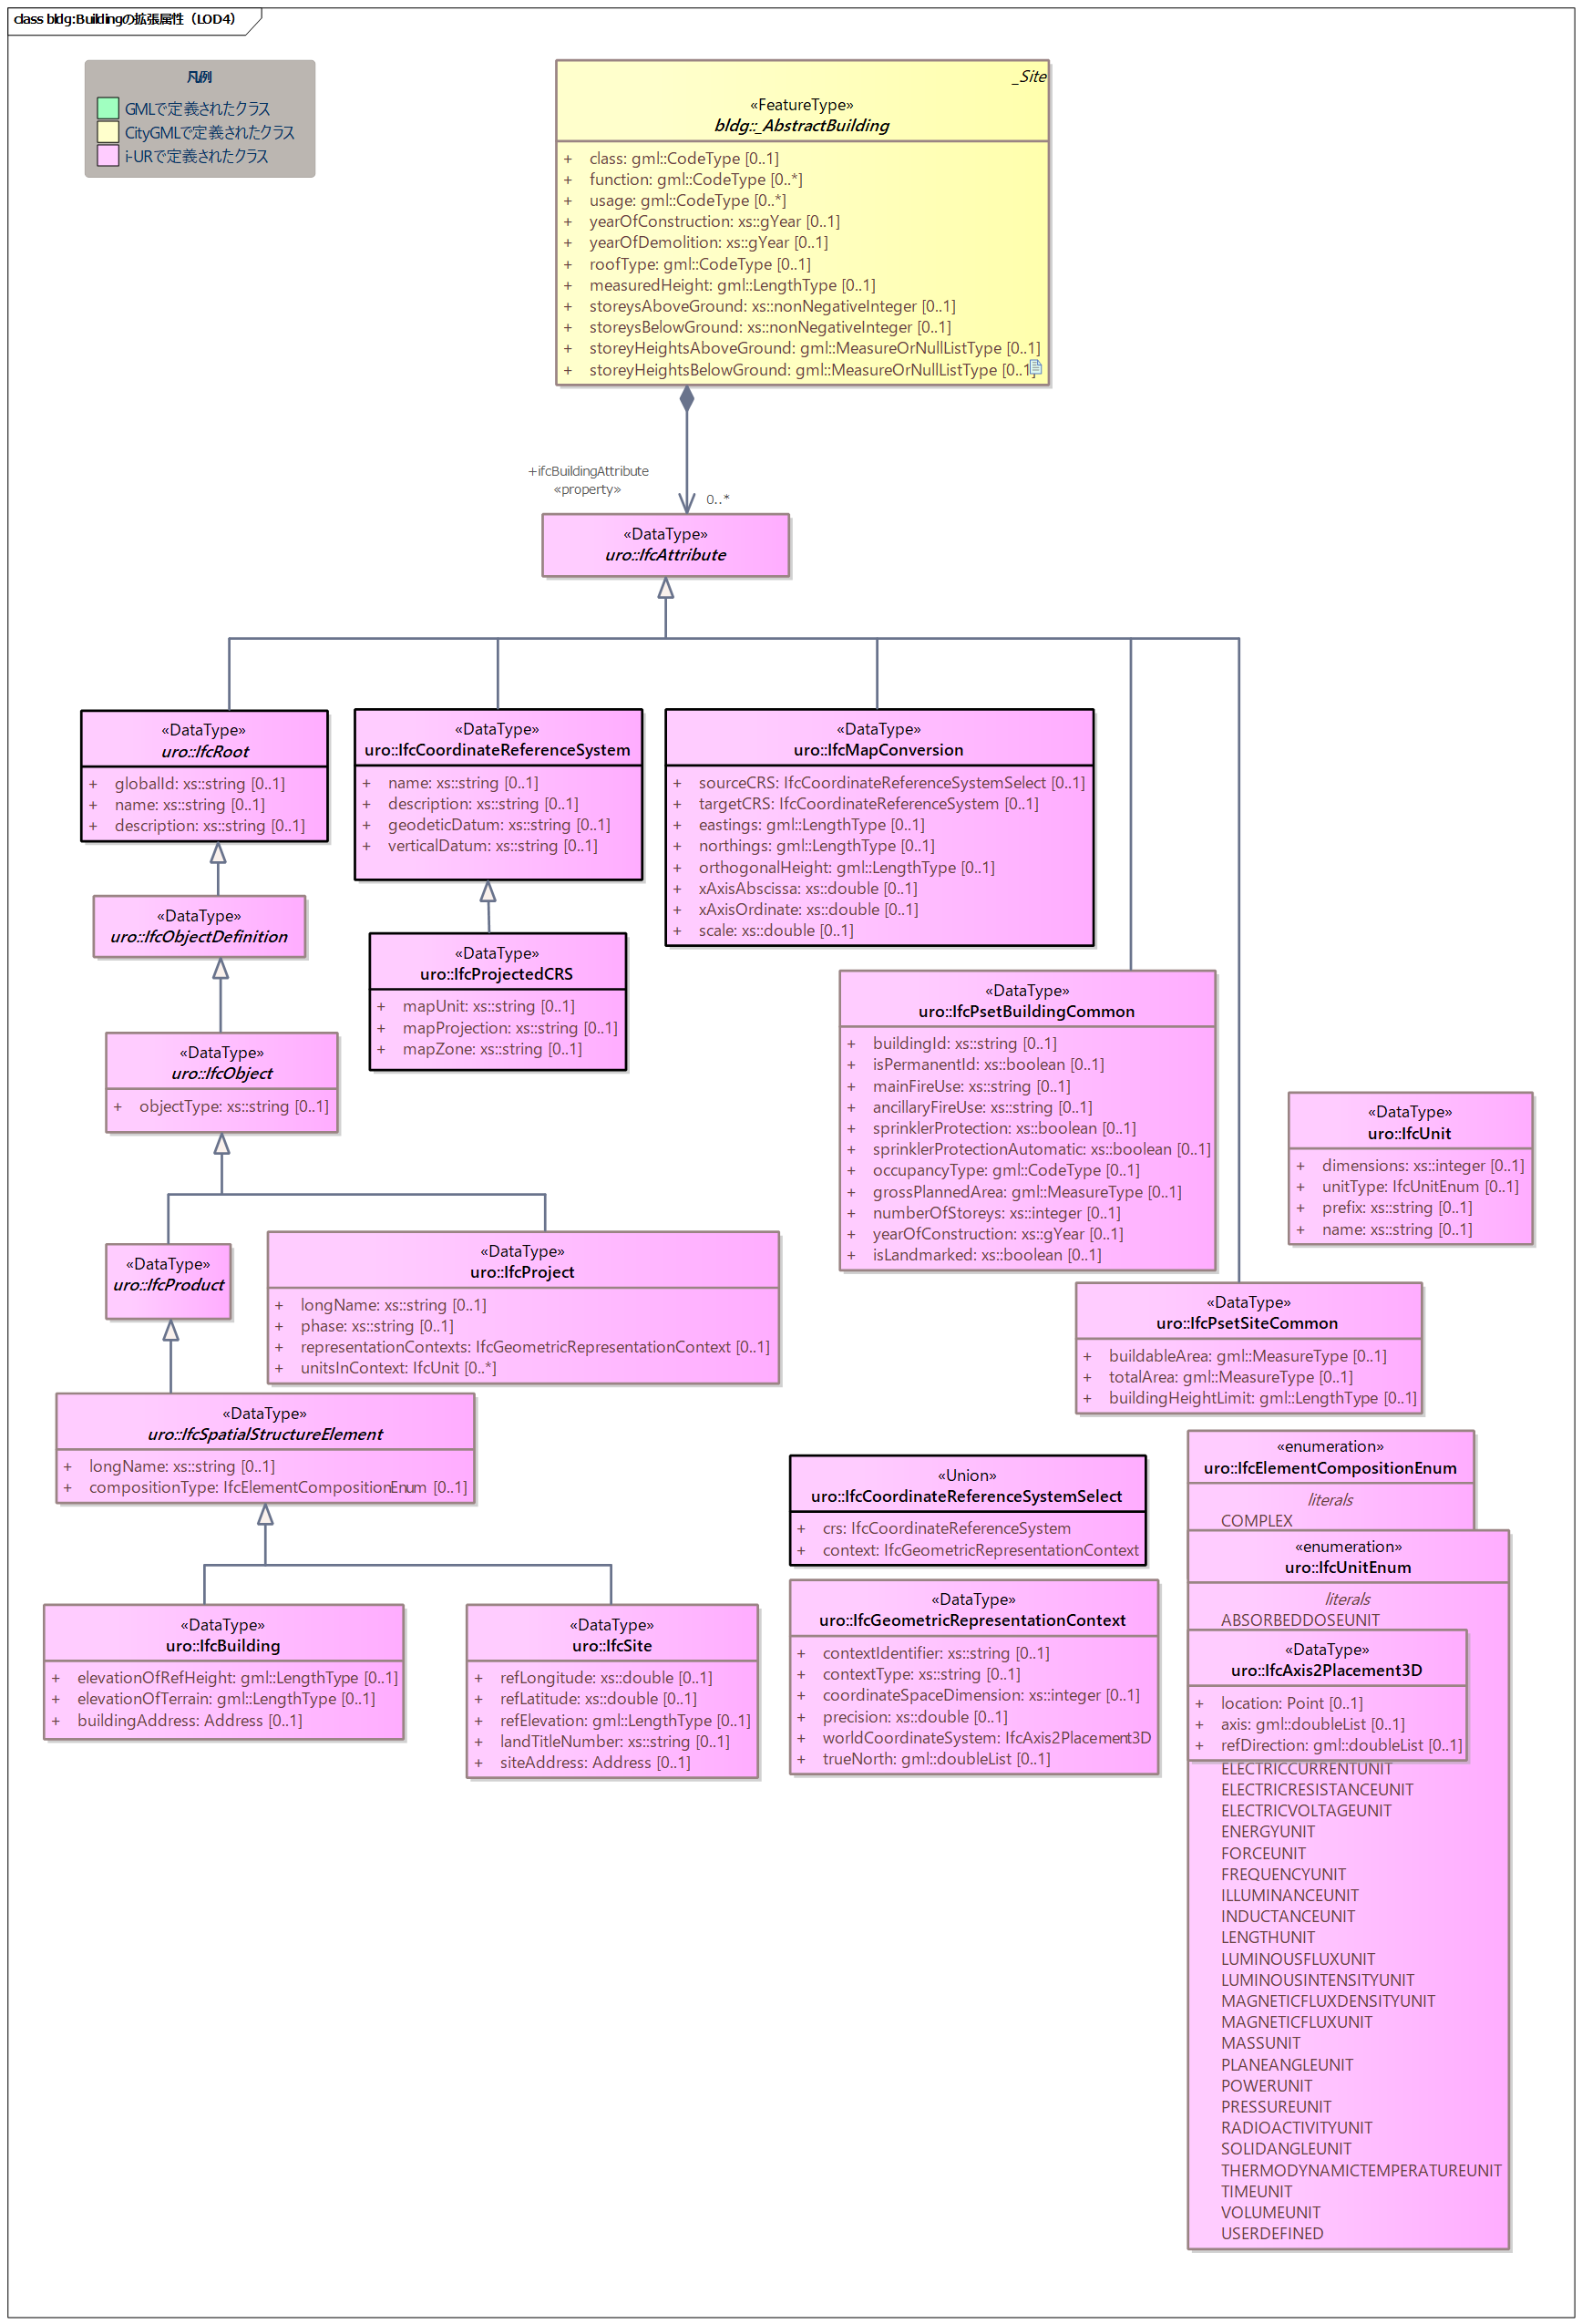 class bldg:Buildingの拡張属性（LOD4）
凡例
GMLで定義されたクラス
CityGMLで定義されたクラス
i-URで定義されたクラス
_Site
«FeatureType»
bldg::_AbstractBuilding
+ class: gml::CodeType [0..1]
+ function: gml::CodeType [0..*]
+ usage: gml::CodeType [0..*]
+ yearOfConstruction: xs::gYear [0..1]
+ yearOfDemolition: xs::gYear [0..1]
+ roofType: gml::CodeType [0..1]
+ measuredHeight: gml::LengthType [0..1]
+ storeysAboveGround: xs::nonNegativeInteger [0..1]
+ storeysBelowGround: xs::nonNegativeInteger [0..1]
+ storeyHeightsAboveGround: gml::MeasureOrNullListType [0..1]
+ storeyHeightsBelowGround: gml::MeasureOrNullListType [0..1]
+ifcBuildingAttribute
«property»
0..*
«DataType»
uro::IfcAttribute
«DataType»
uro::IfcRoot
+ globalId: xs::string [0..1]
+ name: xs::string [0..1]
+ description: xs::string [0..1]
«DataType»
uro::IfcCoordinateReferenceSystem
+ name: xs::string [0..1]
+ description: xs::string [0..1]
+ geodeticDatum: xs::string [0..1]
+ verticalDatum: xs::string [0..1]
«DataType»
uro::IfcMapConversion
+ sourceCRS: IfcCoordinateReferenceSystemSelect [0..1]
+ targetCRS: IfcCoordinateReferenceSystem [0..1]
+ eastings: gml::LengthType [0..1]
+ northings: gml::LengthType [0..1]
+ orthogonalHeight: gml::LengthType [0..1]
+ xAxisAbscissa: xs::double [0..1]
+ xAxisOrdinate: xs::double [0..1]
+ scale: xs::double [0..1]
«DataType»
uro::IfcObjectDefinition
«DataType»
uro::IfcProjectedCRS
+ mapUnit: xs::string [0..1]
+ mapProjection: xs::string [0..1]
+ mapZone: xs::string [0..1]
«DataType»
uro::IfcPsetBuildingCommon
+ buildingId: xs::string [0..1]
+ isPermanentId: xs::boolean [0..1]
+ mainFireUse: xs::string [0..1]
+ ancillaryFireUse: xs::string [0..1]
+ sprinklerProtection: xs::boolean [0..1]
+ sprinklerProtectionAutomatic: xs::boolean [0..1]
+ occupancyType: gml::CodeType [0..1]
+ grossPlannedArea: gml::MeasureType [0..1]
+ numberOfStoreys: xs::integer [0..1]
+ yearOfConstruction: xs::gYear [0..1]
+ isLandmarked: xs::boolean [0..1]
«DataType»
uro::IfcObject
+ objectType: xs::string [0..1]
«DataType»
uro::IfcUnit
+ dimensions: xs::integer [0..1]
+ unitType: IfcUnitEnum [0..1]
+ prefix: xs::string [0..1]
+ name: xs::string [0..1]
«DataType»
uro::IfcProduct
«DataType»
uro::IfcProject
+ longName: xs::string [0..1]
+ phase: xs::string [0..1]
+ representationContexts: IfcGeometricRepresentationContext [0..1]
+ unitsInContext: IfcUnit [0..*]
«DataType»
uro::IfcPsetSiteCommon
+ buildableArea: gml::MeasureType [0..1]
+ totalArea: gml::MeasureType [0..1]
+ buildingHeightLimit: gml::LengthType [0..1]
«DataType»
uro::IfcSpatialStructureElement
+ longName: xs::string [0..1]
+ compositionType: IfcElementCompositionEnum [0..1]
«Union»
uro::IfcCoordinateReferenceSystemSelect
+ crs: IfcCoordinateReferenceSystem
+ context: IfcGeometricRepresentationContext
«enumeration»
uro::IfcElementCompositionEnum
literals
COMPLEX
«enumeration»
uro::IfcUnitEnum
literals
ABSORBEDDOSEUNIT
«DataType»
uro::IfcBuilding
+ elevationOfRefHeight: gml::LengthType [0..1]
+ elevationOfTerrain: gml::LengthType [0..1]
+ buildingAddress: Address [0..1]
«DataType»
uro::IfcSite
+ refLongitude: xs::double [0..1]
+ refLatitude: xs::double [0..1]
+ refElevation: gml::LengthType [0..1]
+ landTitleNumber: xs::string [0..1]
+ siteAddress: Address [0..1]
«DataType»
uro::IfcGeometricRepresentationContext
+ contextIdentifier: xs::string [0..1]
+ contextType: xs::string [0..1]
+ coordinateSpaceDimension: xs::integer [0..1]
+ precision: xs::double [0..1]
+ worldCoordinateSystem: IfcAxis2Placement3D
+ trueNorth: gml::doubleList [0..1]
«DataType»
uro::IfcAxis2Placement3D
+ location: Point [0..1]
+ axis: gml::doubleList [0..1]
+ refDirection: gml::doubleList [0..1]
ELECTRICCURRENTUNIT
ELECTRICRESISTANCEUNIT
ELECTRICVOLTAGEUNIT
ENERGYUNIT
FORCEUNIT
FREQUENCYUNIT
ILLUMINANCEUNIT
INDUCTANCEUNIT
LENGTHUNIT
LUMINOUSFLUXUNIT
LUMINOUSINTENSITYUNIT
MAGNETICFLUXDENSITYUNIT
MAGNETICFLUXUNIT
MASSUNIT
PLANEANGLEUNIT
POWERUNIT
PRESSUREUNIT
RADIOACTIVITYUNIT
SOLIDANGLEUNIT
THERMODYNAMICTEMPERATUREUNIT
TIMEUNIT
VOLUMEUNIT
USERDEFINED